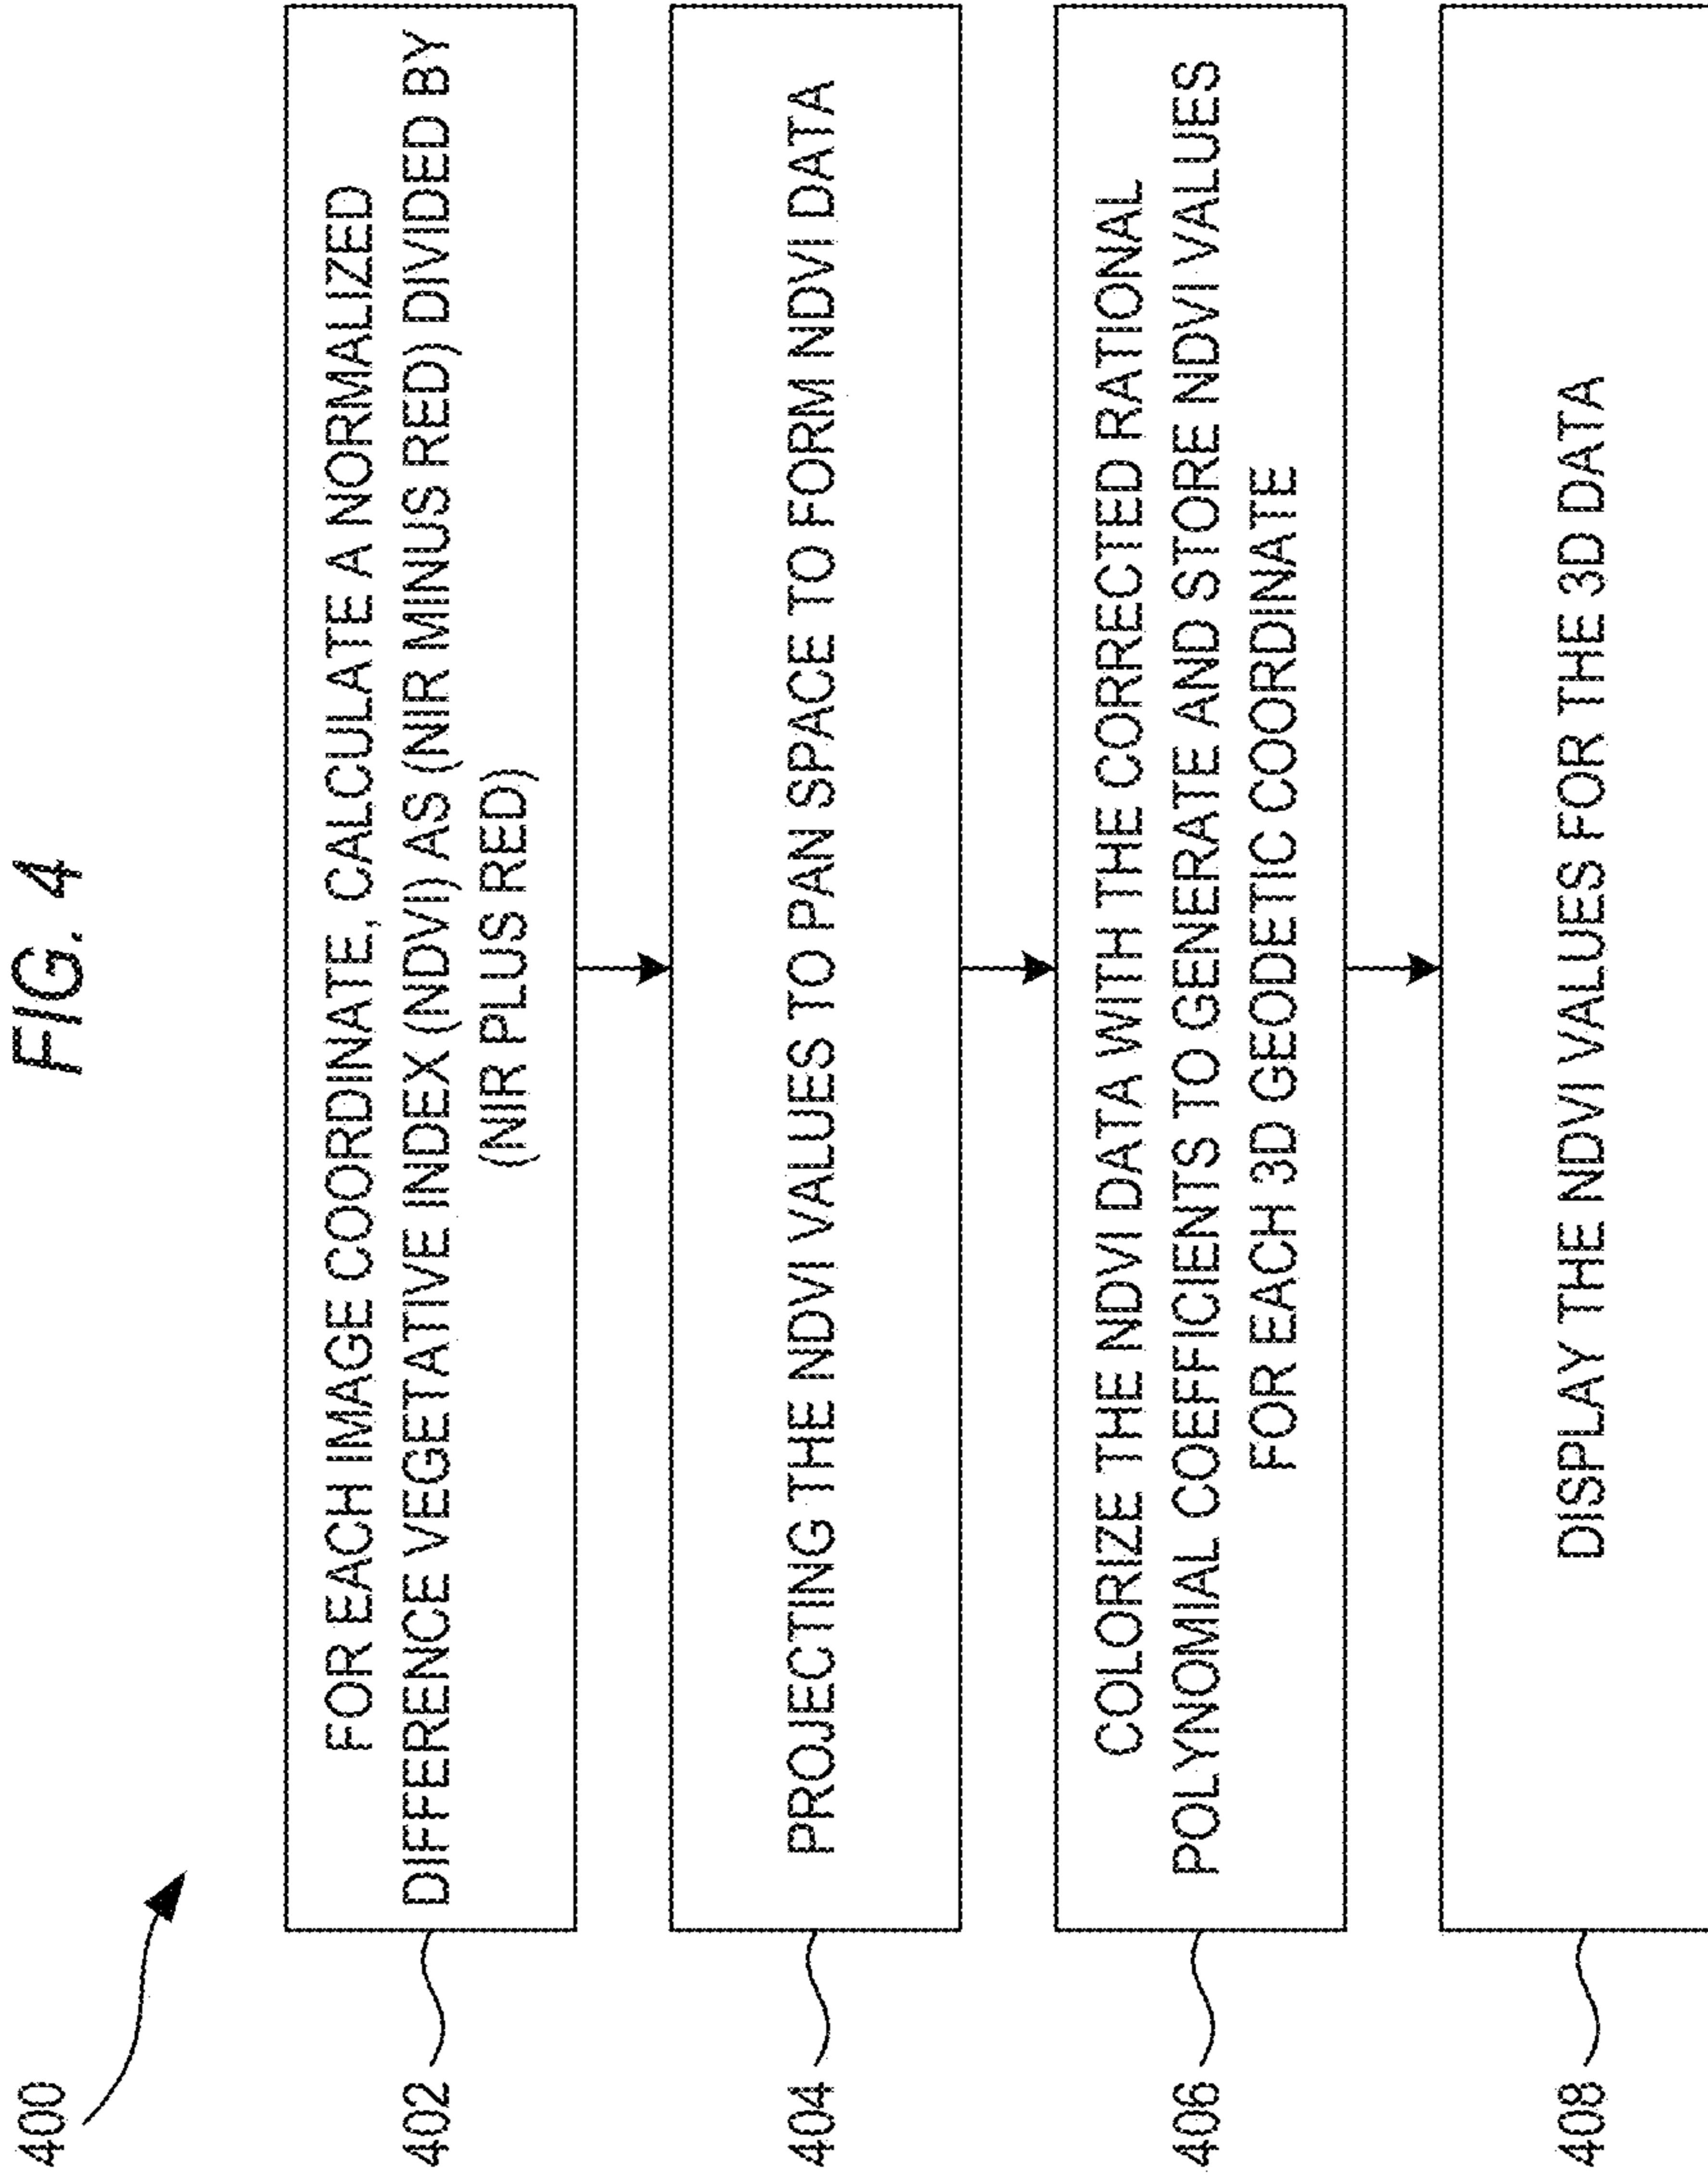 FIG. 4
400
402
FOR EACH IMAGE COORDINATE, CALCULATE A NORMALIZED
DIFFERENCE VEGETATIVE INDEX (NDVI) AS (NIR MINUS RED) DIVIDED BY
(NIR PLUS RED)
404
PROJECTING THE NDVI VALUES TO PAN SPACE TO FORM NDVI DATA
406
COLORIZE THE NDVI DATA WITH THE CORRECTED RATIONAL
POLYNOMIAL COEFFICIENTS TO GENERATE AND STORE NDVI VALUES
FOR EACH 3D GEODETIC COORDINATE
408
DISPLAY THE NDVI VALUES FOR THE 3D DATA